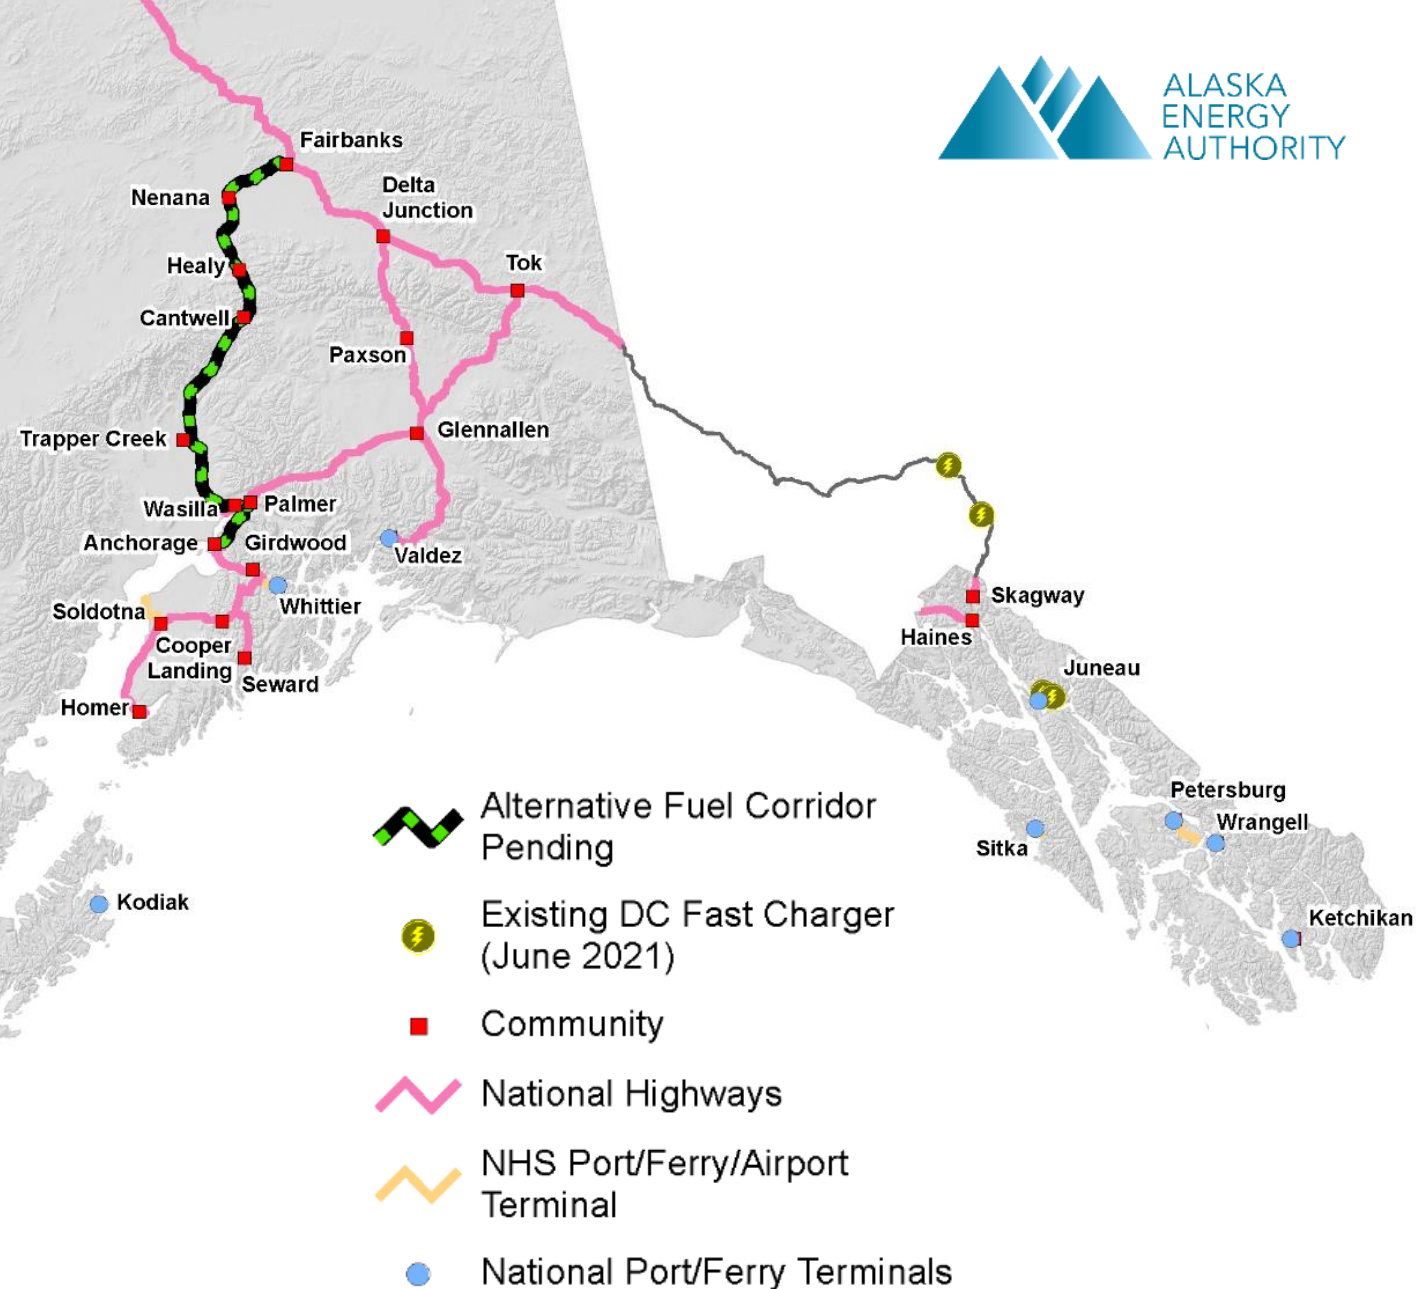 ALASKA
ENERGY
AUTHORITY
Fairbanks
Nenana
Delta
Junction
Healy
Tok
Cantwell
Paxson
Trapper Creek
Glennallen
Wasilla
Palmer
Anchorage
Girdwood
Valdez
Whittier
Soldotna
Cooper
Landing
Seward
Homer
Skagway
Haines
Juneau
Petersburg
Wrangell
Sitka
Kodiak
Ketchikan
Alternative Fuel Corridor
Pending
Existing DC Fast Charger
(June 2021)
Community
National Highways
NHS Port/Ferry/Airport
Terminal
National Port/Ferry Terminals